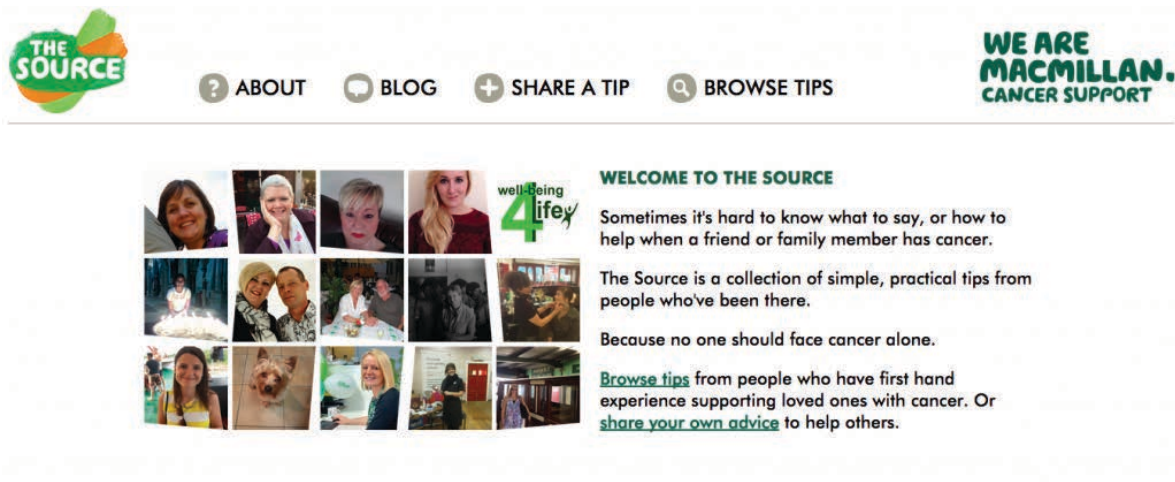 THE
SOURCE
ABOUT
BLOG
SHARE A TIP
BROWSE TIPS
WE ARE
MACMILLAN.
CANCER SUPPORT
well-being
4life
WELCOME TO THE SOURCE
Sometimes it's hard to know what to say, or how to
help when a friend or family member has cancer.
The Source is a collection of simple, practical tips from
people who've been there.
Because no one should face cancer alone.
Browse tips from people who have first hand
experience supporting loved ones with cancer. Or
share your own advice to help others.